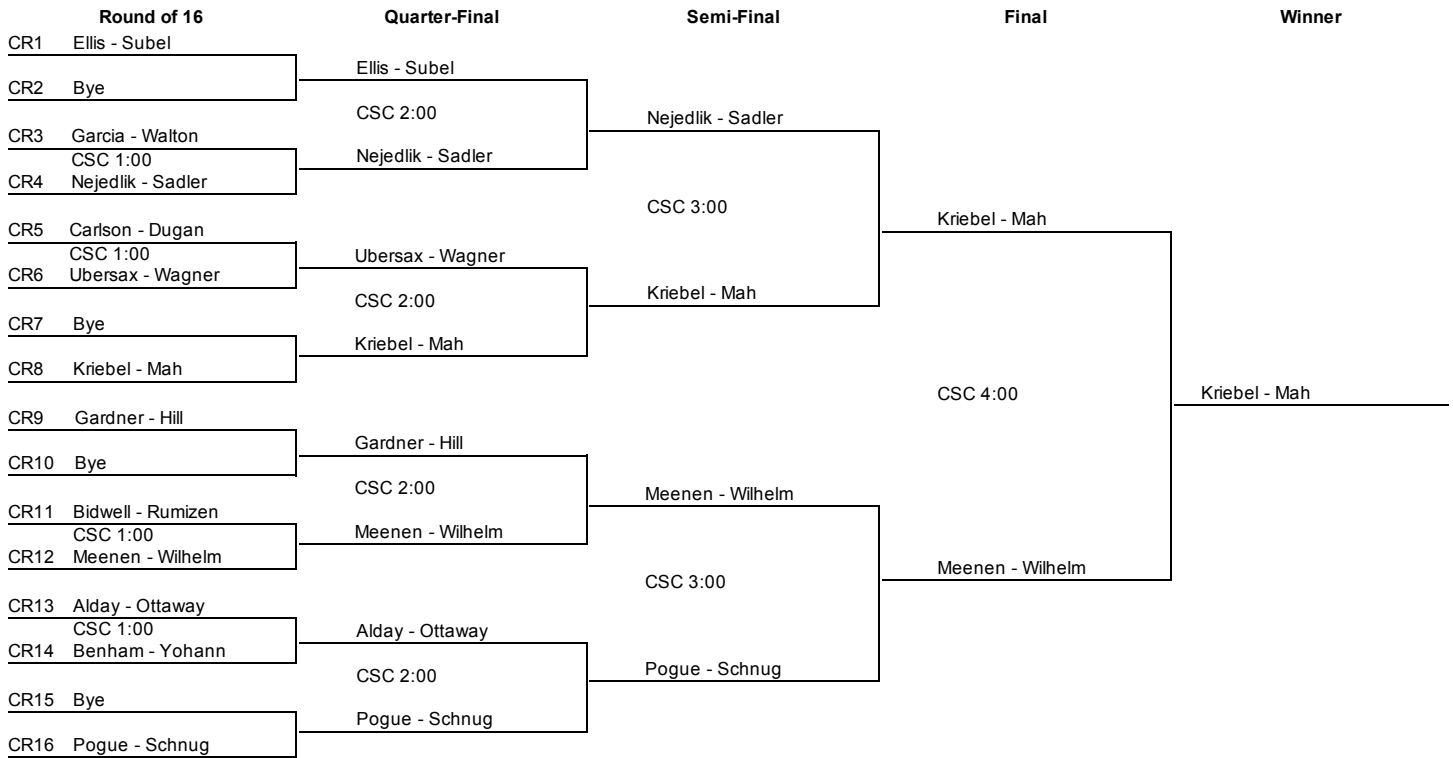 Round of 16 Quarter-Final Semi-Final Final Winner
CR1 Ellis - Subel
Ellis - Subel
CR2 Bye
CSC 2:00
Nejedlik - Sadler
CR3 Garcia - Walton
CSC 1:00
Nejedlik - Sadler
CR4 Nejedlik - Sadler
CSC 3:00
Kriebel - Mah
CR5 Carlson - Dugan
CSC 1:00
Ubersax - Wagner
CR6 Ubersax - Wagner
CSC 2:00
Kriebel - Mah
CR7 Bye
Kriebel - Mah
CR8 Kriebel - Mah
CSC 4:00
Kriebel - Mah
CR9 Gardner - Hill
Gardner - Hill
CR10 Bye
CSC 2:00
Meenen - Wilhelm
CR11 Bidwell - Rumizen
CSC 1:00
Meenen - Wilhelm
CR12 Meenen - Wilhelm
CSC 3:00
Meenen - Wilhelm
CR13 Alday - Ottaway
CSC 1:00
Alday - Ottaway
CR14 Benham - Yohann
CSC 2:00
Pogue - Schnug
CR15 Bye
Pogue - Schnug
CR16 Pogue - Schnug